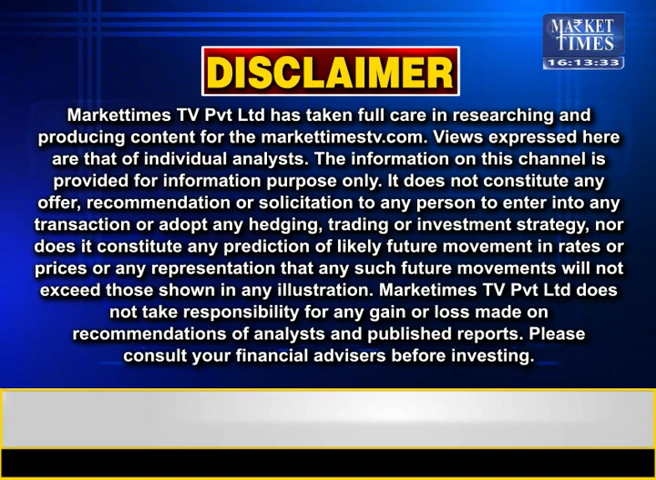 MARKET
TIMES
16:13:33
DISCLAIMER
Markettimes TV Pvt Ltd has taken full care in researching and
producing content for the markettimestv.com. Views expressed here
are that of individual analysts. The information on this channel is
provided for information purpose only. It does not constitute any
offer, recommendation or solicitation to any person to enter into any
transaction or adopt any hedging, trading or investment strategy, nor
does it constitute any prediction of likely future movement in rates or
prices or any representation that any such future movements will not
exceed those shown in any illustration. Marketimes TV Pvt Ltd does
not take responsibility for any gain or loss made on
recommendations of analysts and published reports. Please
consult your financial advisers before investing.